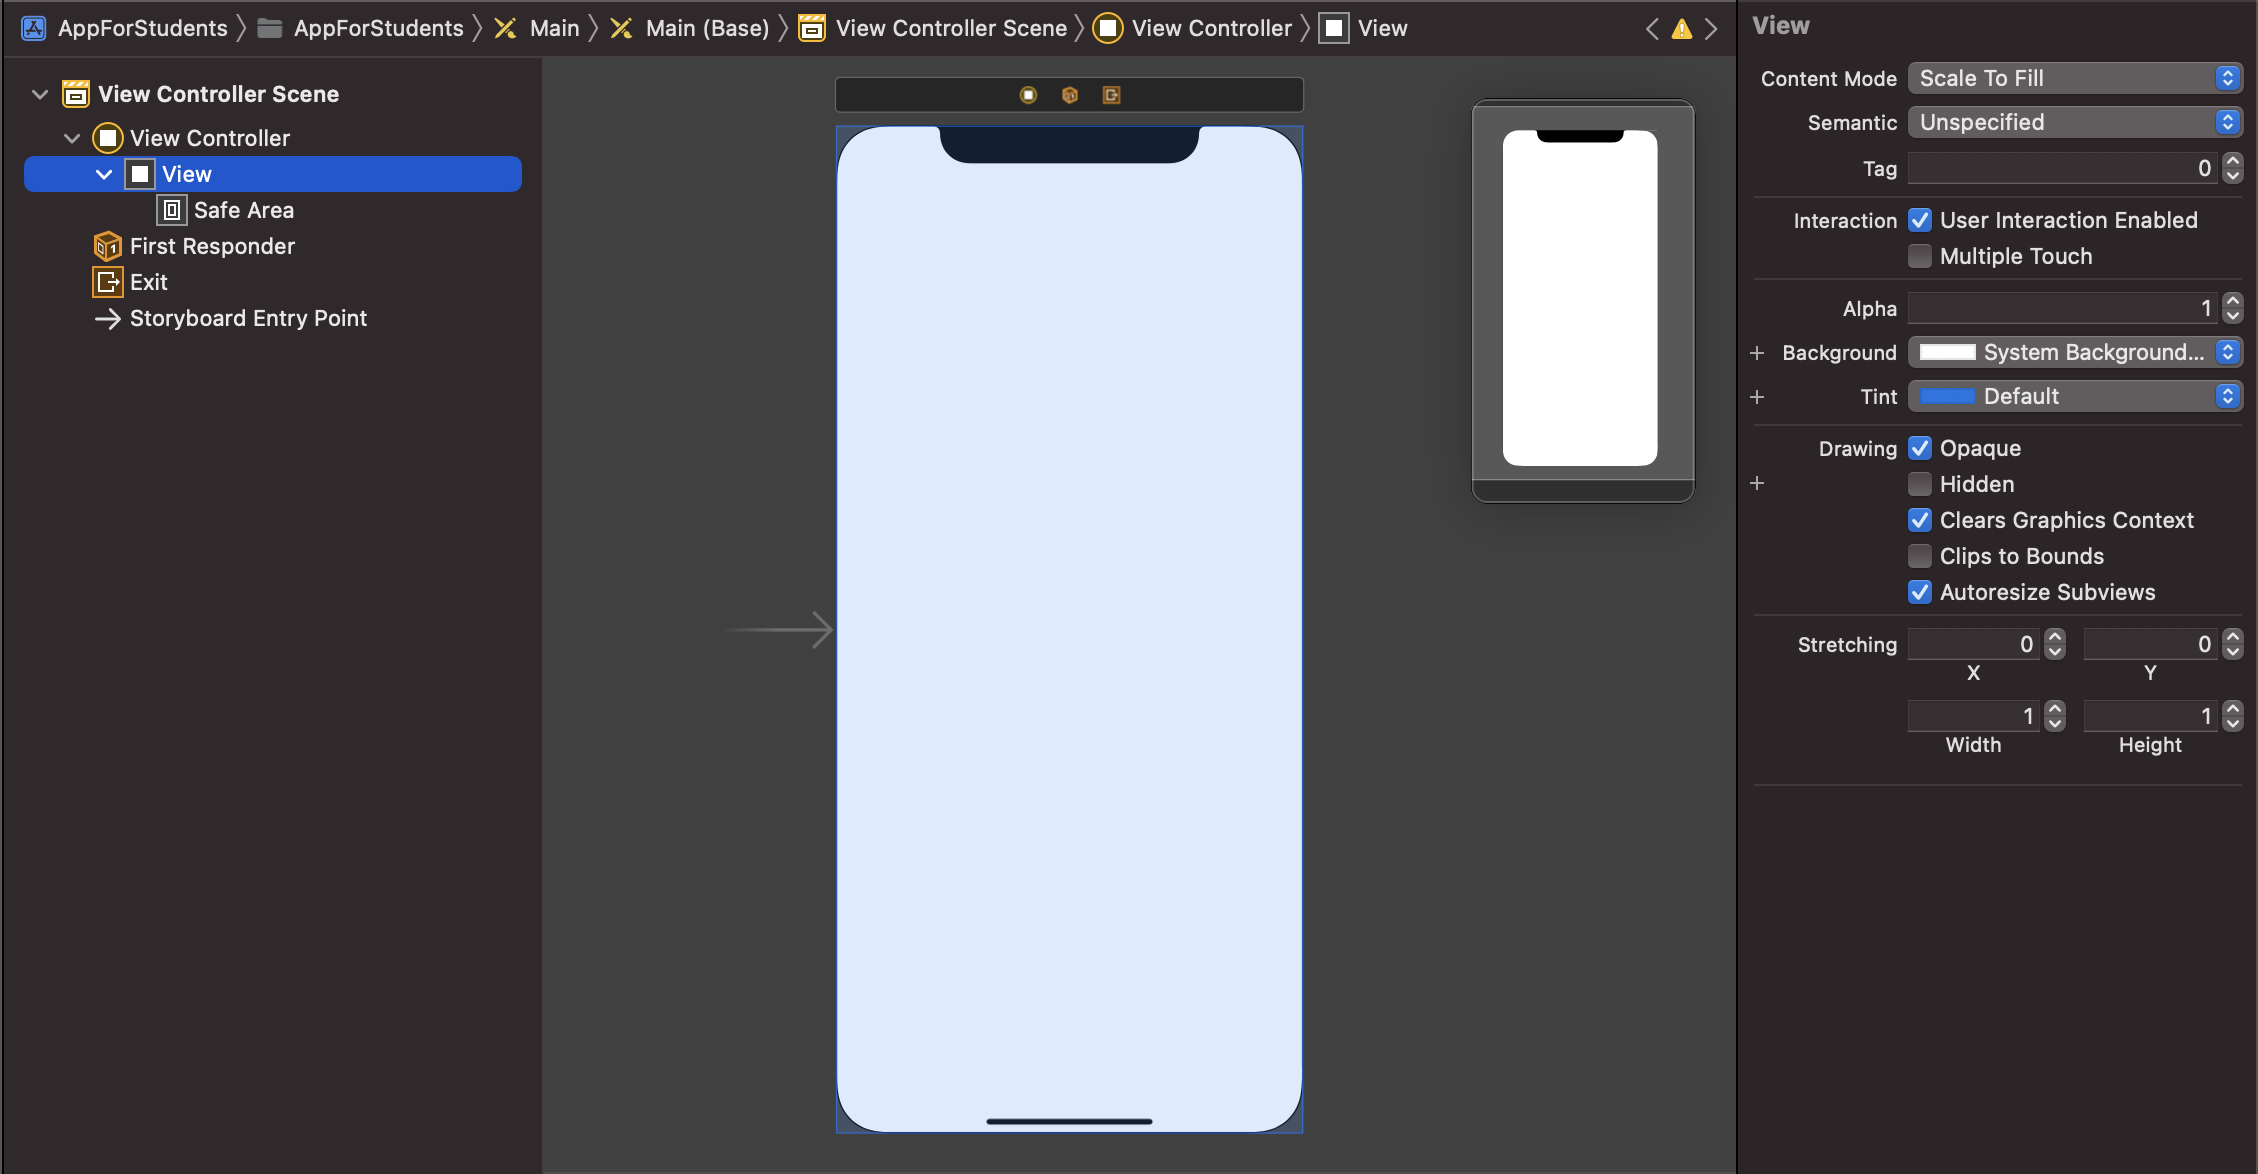 AppForStudents AppForStudents Main Main (Base) View Controller Scene View Controller View
View Controller Scene
View Controller
View
Safe Area
First Responder
Exit
Storyboard Entry Point
View
Content Mode Scale To Fill
Semantic Unspecified
Tag 0
Interaction User Interaction Enabled
Multiple Touch
Alpha 1
+ Background System Background...
+ Tint Default
Drawing Opaque
+ Hidden
Clears Graphics Context
Clips to Bounds
Autoresize Subviews
Stretching 0 0
X Y
1 1
Width Height